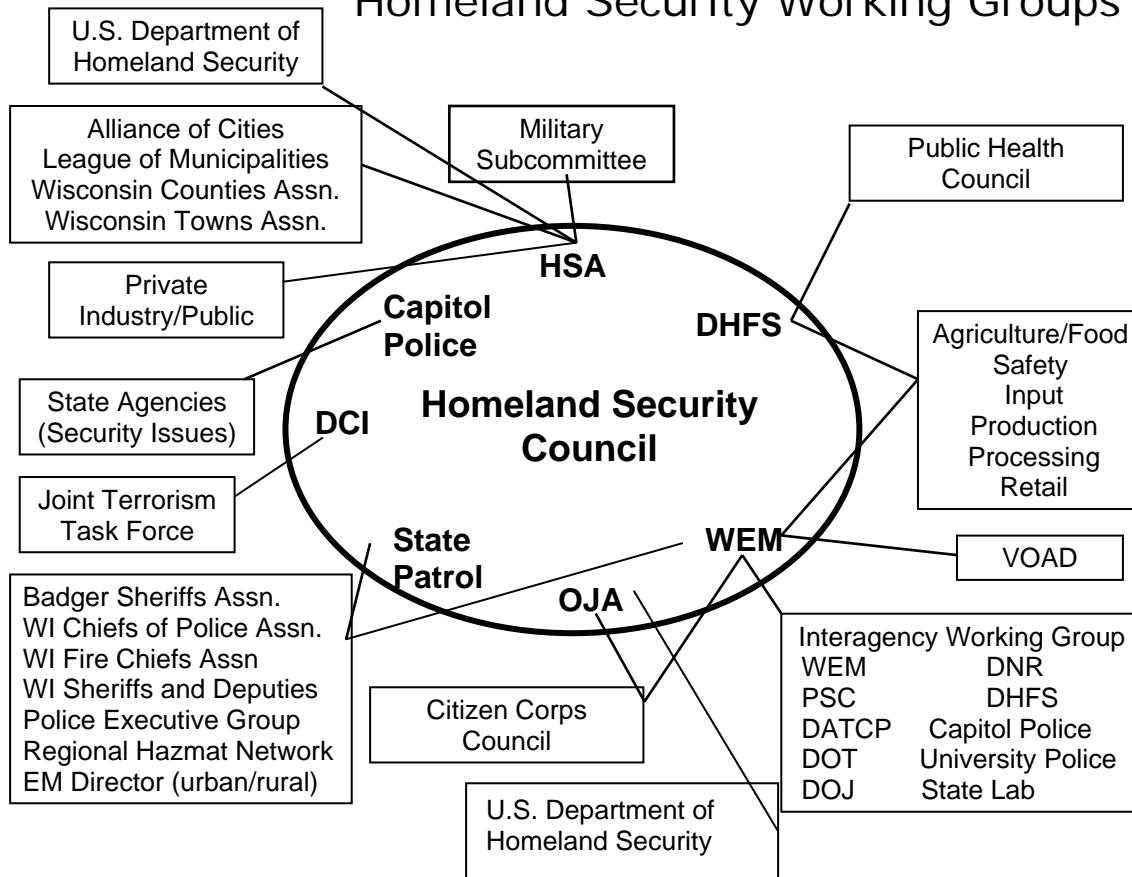 Homeland Security Working Groups
U.S. Department of
Homeland Security
Alliance of Cities
League of Municipalities
Wisconsin Counties Assn.
Wisconsin Towns Assn.
Military
Subcommittee
Public Health
Council
Private
Industry/Public
HSA
Capitol
Police
DHFS
Agriculture/Food
Safety
Input
Production
Processing
Retail
State Agencies
(Security Issues)
DCI
Homeland Security
Council
Joint Terrorism
Task Force
State
Patrol
WEM
VOAD
OJA
Badger Sheriffs Assn.
WI Chiefs of Police Assn.
WI Fire Chiefs Assn
WI Sheriffs and Deputies
Police Executive Group
Regional Hazmat Network
EM Director (urban/rural)
Citizen Corps
Council
Interagency Working Group
WEM DNR
PSC DHFS
DATCP Capitol Police
DOT University Police
DOJ State Lab
U.S. Department of
Homeland Security